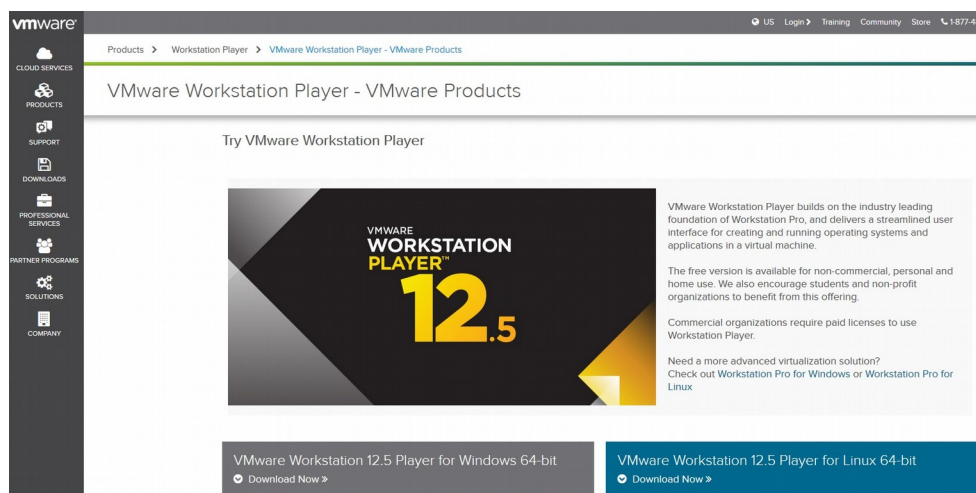 vmware
US Login Training Community Store 1-877-4
CLOUD SERVICES
PRODUCTS
SUPPORT
DOWNLOADS
PROFESSIONAL
SERVICES
PARTNER PROGRAMS
SOLUTIONS
COMPANY
Products > Workstation Player > VMware Workstation Player - VMware Products
VMware Workstation Player - VMware Products
Try VMware Workstation Player
VMWARE
WORKSTATION
PLAYER™
12.5
VMware Workstation Player builds on the industry leading
foundation of Workstation Pro, and delivers a streamlined user
interface for creating and running operating systems and
applications in a virtual machine.
The free version is available for non-commercial, personal and
home use. We also encourage students and non-profit
organizations to benefit from this offering.
Commercial organizations require paid licenses to use
Workstation Player.
Need a more advanced virtualization solution?
Check out Workstation Pro for Windows or Workstation Pro for
Linux
VMware Workstation 12.5 Player for Windows 64-bit
Download Now »
VMware Workstation 12.5 Player for Linux 64-bit
Download Now »